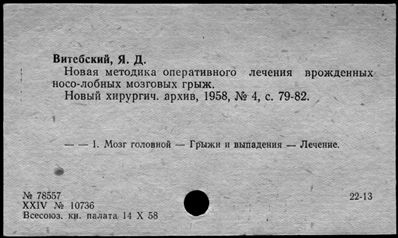 Витебский, Я. Д.
Новая методика оперативного лечения врожденных
носо-лобных мозговых грыж.
Новый хирургич. архив, 1958, № 4, с. 79-82.
— — 1. Мозг головной — Грыжи и выпадения — Лечение.
№ 78557
XXIV № 10736
Всесоюз. кн. палата 14 X 58
22-13